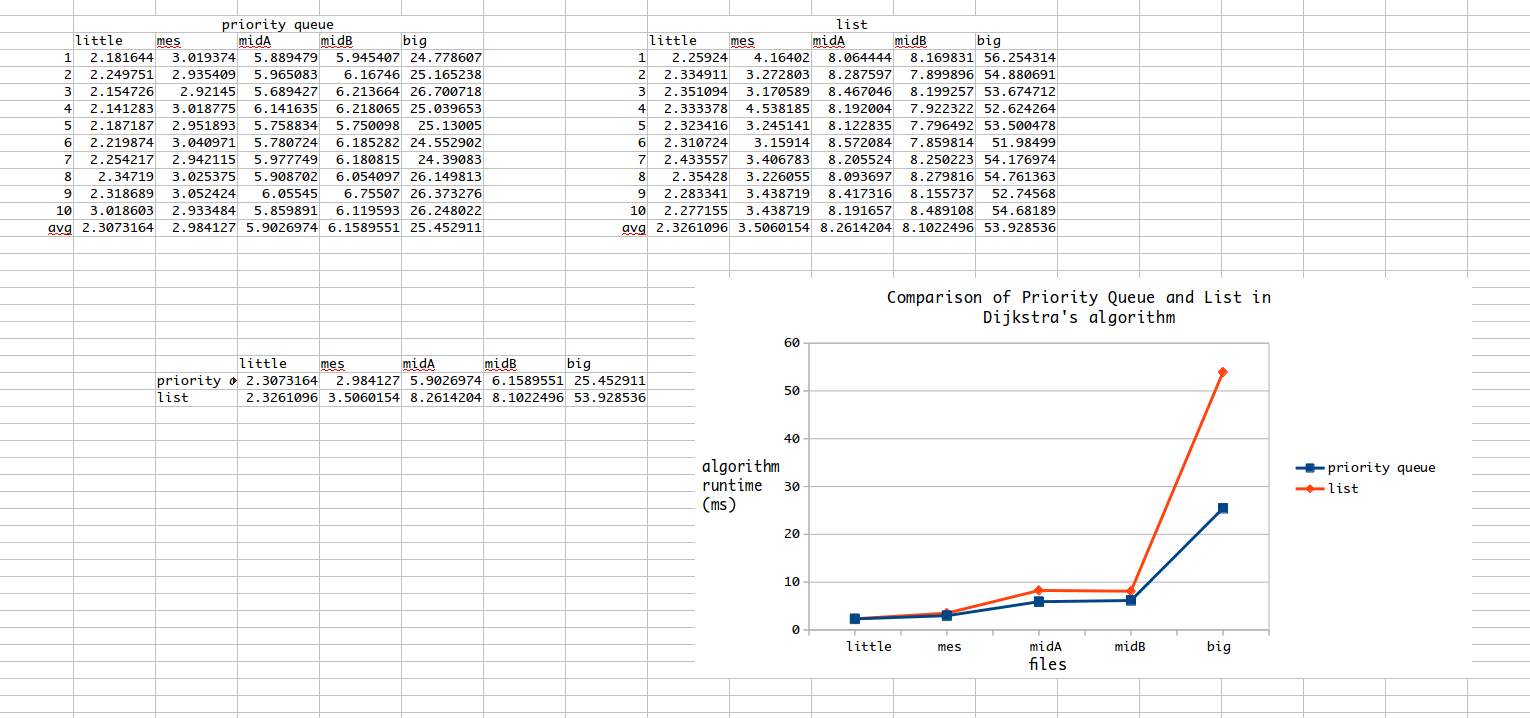 priority queue list
little mes midA midB big little mes midA midB big
1 2.181644 3.019374 5.889479 5.945407 24.778607 1 2.25924 4.16402 8.064444 8.169831 56.254314
2 2.249751 2.935409 5.965083 6.16746 25.165238 2 2.334911 3.272803 8.287597 7.899896 54.880691
3 2.154726 2.92145 5.689427 6.213664 26.700718 3 2.351094 3.170589 8.467046 8.199257 53.674712
4 2.141283 3.018775 6.141635 6.218065 25.039653 4 2.333378 4.538185 8.192004 7.922322 52.624264
5 2.187187 2.951893 5.758834 5.750098 25.13005 5 2.323416 3.245141 8.122835 7.796492 53.500478
6 2.219874 3.040971 5.780724 6.185282 24.552902 6 2.310724 3.15914 8.572084 7.859814 51.98499
7 2.254217 2.942115 5.977749 6.180815 24.39083 7 2.433557 3.406783 8.205524 8.250223 54.176974
8 2.34719 3.025375 5.908702 6.054097 26.149813 8 2.35428 3.226055 8.093697 8.279816 54.761363
9 2.318689 3.052424 6.05545 6.75507 26.373276 9 2.283341 3.438719 8.417316 8.155737 52.74568
10 3.018603 2.933484 5.859891 6.119593 26.248022 10 2.277155 3.438719 8.191657 8.489108 54.68189
avg 2.3073164 2.984127 5.9026974 6.1589551 25.452911 avg 2.3261096 3.5060154 8.2614204 8.1022496 53.928536
little mes midA midB big
priority 2.3073164 2.984127 5.9026974 6.1589551 25.452911
list 2.3261096 3.5060154 8.2614204 8.1022496 53.928536
Comparison of Priority Queue and List in
Dijkstra's algorithm
60
50
40
30
20
10
0
algorithm
runtime
(ms)
little mes midA midB big
files
priority queue
list